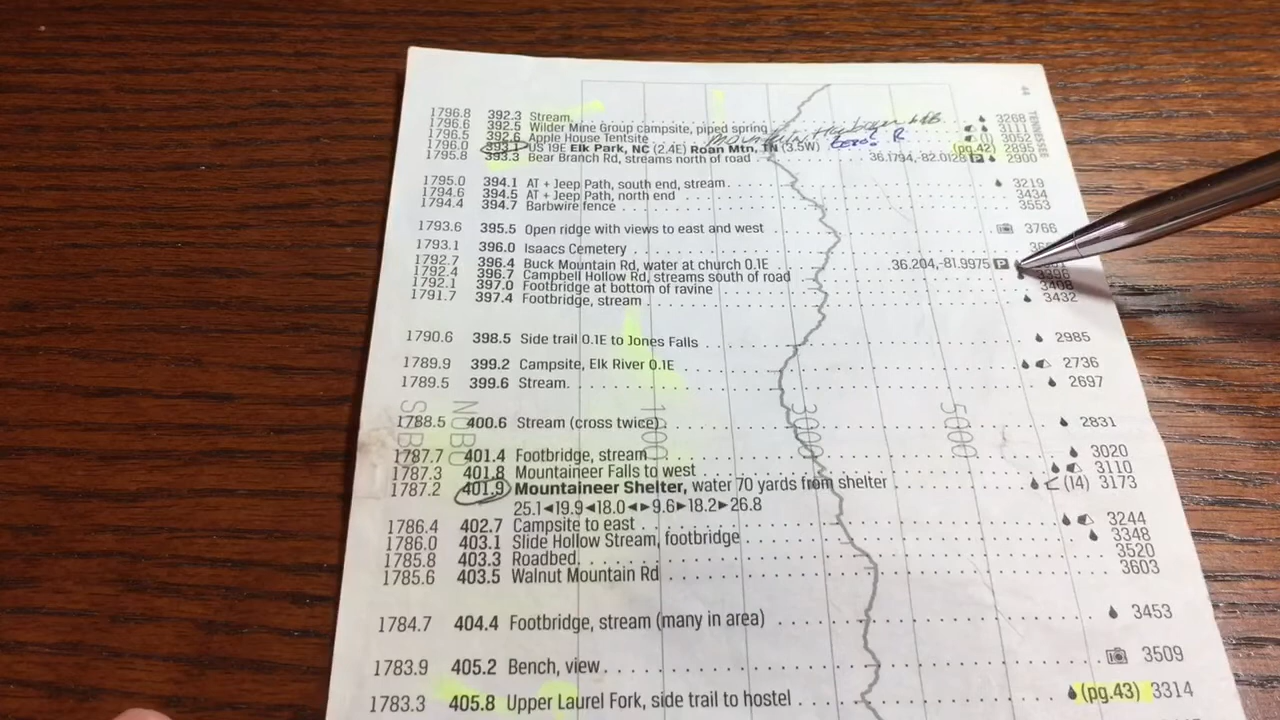 44
TENNESSEE
1796.8 392.3 Stream. 3268
1796.6 392.5 Wilder Mine Group campsite, piped spring 3111
1796.5 392.6 Apple House Tentsite (1) 3052
1796.0 393.1 US 19E Elk Park, NC (2.4E) Roan Mtn, TN (3.5W) (pg.42) 2895
1795.8 393.3 Bear Branch Rd, streams north of road 36.1794,-82.0128 P 2900
1795.0 394.1 AT + Jeep Path, south end, stream 3219
1794.6 394.5 AT + Jeep Path, north end 3434
1794.4 394.7 Barbwire fence 3553
1793.6 395.5 Open ridge with views to east and west 3766
1793.1 396.0 Isaacs Cemetery
1792.7 396.4 Buck Mountain Rd, water at church 0.1E 36.204,-81.9975 P
1792.4 396.7 Campbell Hollow Rd, streams south of road 3396
1792.1 397.0 Footbridge at bottom of ravine 3408
1791.7 397.4 Footbridge, stream 3432
1790.6 398.5 Side trail 0.1E to Jones Falls 2985
1789.9 399.2 Campsite, Elk River 0.1E 2736
1789.5 399.6 Stream. 2697
SOBO NOBO 1000 3000 5000
1788.5 400.6 Stream (cross twice) 2831
1787.7 401.4 Footbridge, stream 3020
1787.3 401.8 Mountaineer Falls to west 3110
1787.2 401.9 Mountaineer Shelter, water 70 yards from shelter (14) 3173
25.1◄19.9◄18.0◄►9.6►18.2►26.8
1786.4 402.7 Campsite to east 3244
1786.0 403.1 Slide Hollow Stream, footbridge 3348
1785.8 403.3 Roadbed. 3520
1785.6 403.5 Walnut Mountain Rd 3603
1784.7 404.4 Footbridge, stream (many in area) 3453
1783.9 405.2 Bench, view 3509
1783.3 405.8 Upper Laurel Fork, side trail to hostel (pg.43) 3314